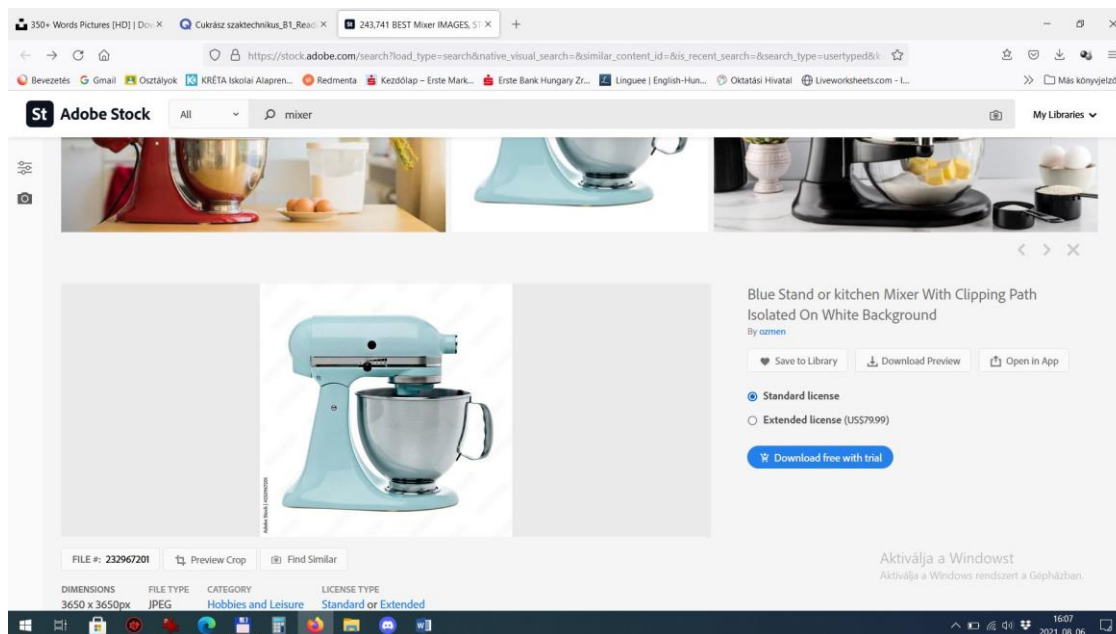 350+ Words Pictures [HD] | Dow
Cukrász szaktechnikus_B1_Read
243,741 BEST Mixer IMAGES, ST
https://stock.adobe.com/search?load_type=search&native_visual_search=&similar_content_id=&is_recent_search=&search_type=usertyped&k
Bevezetés
Gmail
Osztályok
KRÉTA Iskolai Alapren...
Redmenta
Kezdőlap – Erste Mark...
Erste Bank Hungary Zr...
Linguee | English-Hun...
Oktatási Hivatal
Liveworksheets.com - l...
Más könyvjelző
St Adobe Stock
All
mixer
My Libraries
Blue Stand or kitchen Mixer With Clipping Path
Isolated On White Background
By ozmen
Save to Library
Download Preview
Open in App
Standard license
Extended license (US$79.99)
Download free with trial
Adobe Stock | #232967201
FILE #: 232967201
Preview Crop
Find Similar
Aktiválja a Windowst
Aktiválja a Windows rendszert a Gépházban.
DIMENSIONS FILE TYPE CATEGORY LICENSE TYPE
3650 x 3650px JPEG Hobbies and Leisure Standard or Extended
16:07
2021. 08. 06